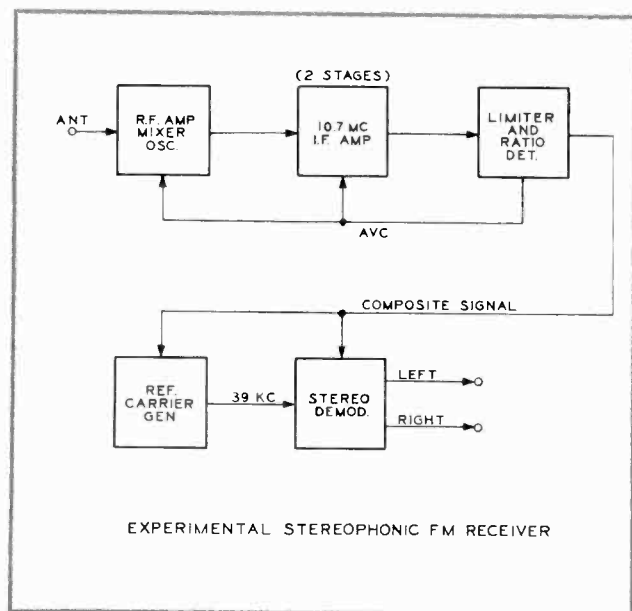 (2 STAGES)
ANT
R.F. AMP
MIXER
OSC.
10.7 MC
I.F. AMP
LIMITER
AND
RATIO
DET.
AVC
COMPOSITE SIGNAL
REF.
CARRIER
GEN
39 KC
STEREO
DEMOD.
LEFT
RIGHT
EXPERIMENTAL STEREOPHONIC FM RECEIVER